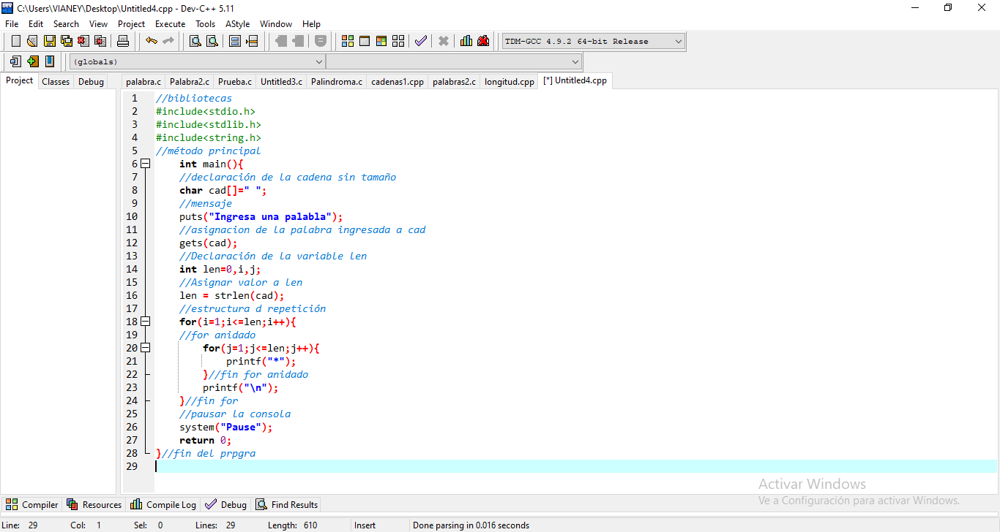 C:\Users\VIANEY\Desktop\Untitled4.cpp - Dev-C++ 5.11
File Edit Search View Project Execute Tools AStyle Window Help
TDM-GCC 4.9.2 64-bit Release
(globals)
Project Classes Debug palabra.c Palabra2.c Prueba.c Untitled3.c Palindroma.c cadenas1.cpp palabras2.c longitud.cpp [*] Untitled4.cpp
1 //bibliotecas
2 #include<stdio.h>
3 #include<stdlib.h>
4 #include<string.h>
5 //método principal
6 int main(){
7 //declaración de la cadena sin tamaño
8 char cad[]=" ";
9 //mensaje
10 puts("Ingresa una palabla");
11 //asignacion de la palabra ingresada a cad
12 gets(cad);
13 //Declaración de la variable len
14 int len=0,i,j;
15 //Asignar valor a len
16 len = strlen(cad);
17 //estructura d repetición
18 for(i=1;i<=len;i++){
19 //for anidado
20 for(j=1;j<=len;j++){
21 printf("*");
22 }//fin for anidado
23 printf("\n");
24 }//fin for
25 //pausar la consola
26 system("Pause");
27 return 0;
28 }//fin del prpgra
29
Activar Windows
Ve a Configuración para activar Windows.
Compiler Resources Compile Log Debug Find Results
Line: 29 Col: 1 Sel: 0 Lines: 29 Length: 610 Insert Done parsing in 0.016 seconds